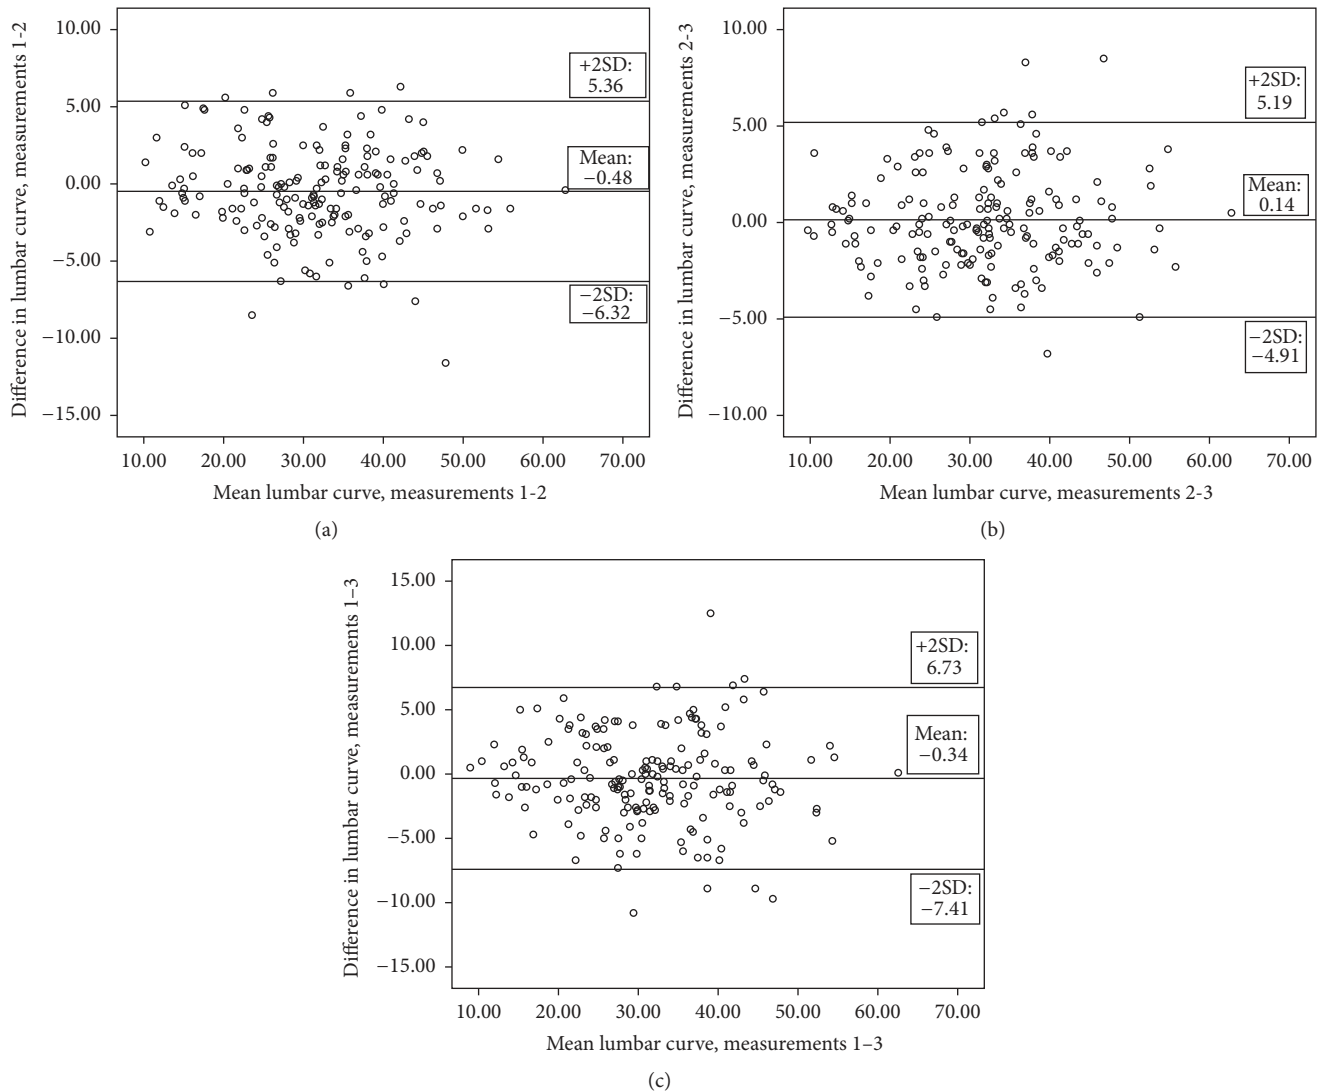 Difference in lumbar curve, measurements 1-2
10.00
5.00
0.00
−5.00
−10.00
−15.00
+2SD:
5.36
Mean:
−0.48
−2SD:
−6.32
10.00 20.00 30.00 40.00 50.00 60.00 70.00
Mean lumbar curve, measurements 1-2
(a)
Difference in lumbar curve, measurements 2-3
10.00
5.00
0.00
−5.00
−10.00
+2SD:
5.19
Mean:
0.14
−2SD:
−4.91
10.00 20.00 30.00 40.00 50.00 60.00 70.00
Mean lumbar curve, measurements 2-3
(b)
Difference in lumbar curve, measurements 1–3
15.00
10.00
5.00
0.00
−5.00
−10.00
−15.00
+2SD:
6.73
Mean:
−0.34
−2SD:
−7.41
10.00 20.00 30.00 40.00 50.00 60.00 70.00
Mean lumbar curve, measurements 1–3
(c)